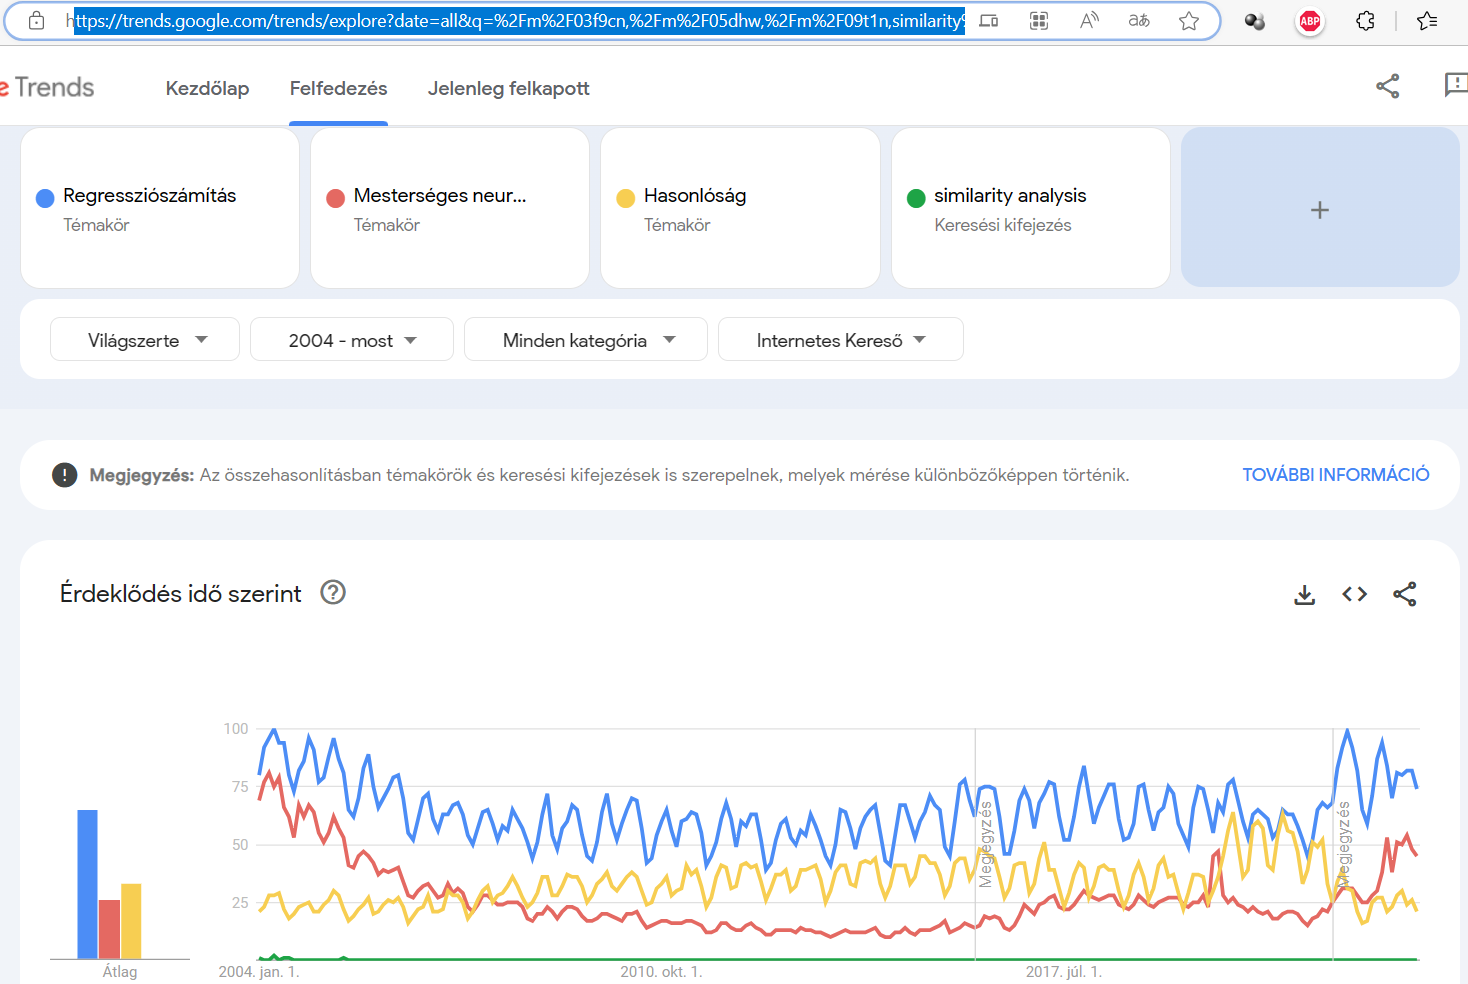 https://trends.google.com/trends/explore?date=all&q=%2Fm%2F03f9cn,%2Fm%2F05dhw,%2Fm%2F09t1n,similarity%
ABP
e Trends
Kezdőlap
Felfedezés
Jelenleg felkapott
Regressziószámítás
Témakör
Mesterséges neur...
Témakör
Hasonlóság
Témakör
similarity analysis
Keresési kifejezés
+
Világszerte
2004 - most
Minden kategória
Internetes Kereső
Megjegyzés: Az összehasonlításban témakörök és keresési kifejezések is szerepelnek, melyek mérése különbözőképpen történik.
TOVÁBBI INFORMÁCIÓ
Érdeklődés idő szerint
100
75
50
25
Megjegyzés
Megjegyzés
Átlag
2004. jan. 1.
2010. okt. 1.
2017. júl. 1.